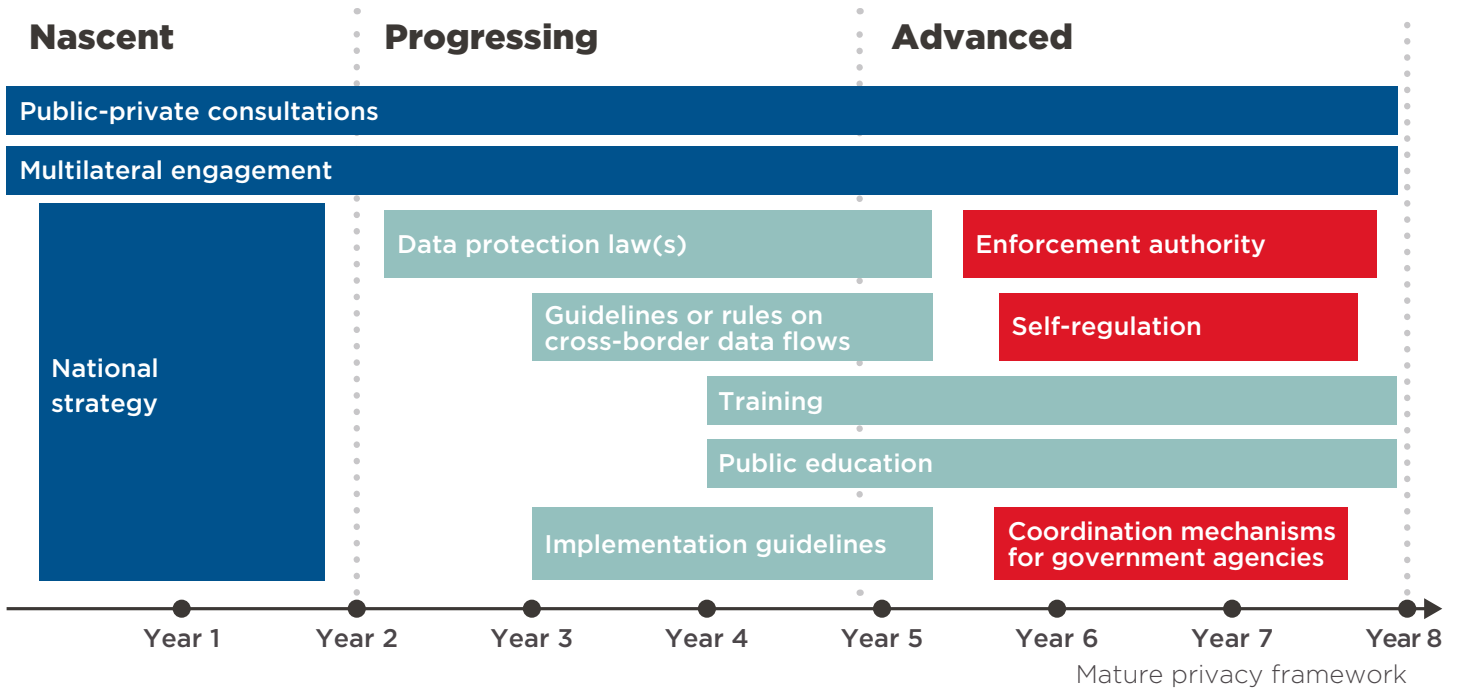 Nascent
Progressing
Advanced
Public-private consultations
Multilateral engagement
National
strategy
Data protection law(s)
Enforcement authority
Guidelines or rules on
cross-border data flows
Self-regulation
Training
Public education
Implementation guidelines
Coordination mechanisms
for government agencies
Year 1
Year 2
Year 3
Year 4
Year 5
Year 6
Year 7
Year 8
Mature privacy framework